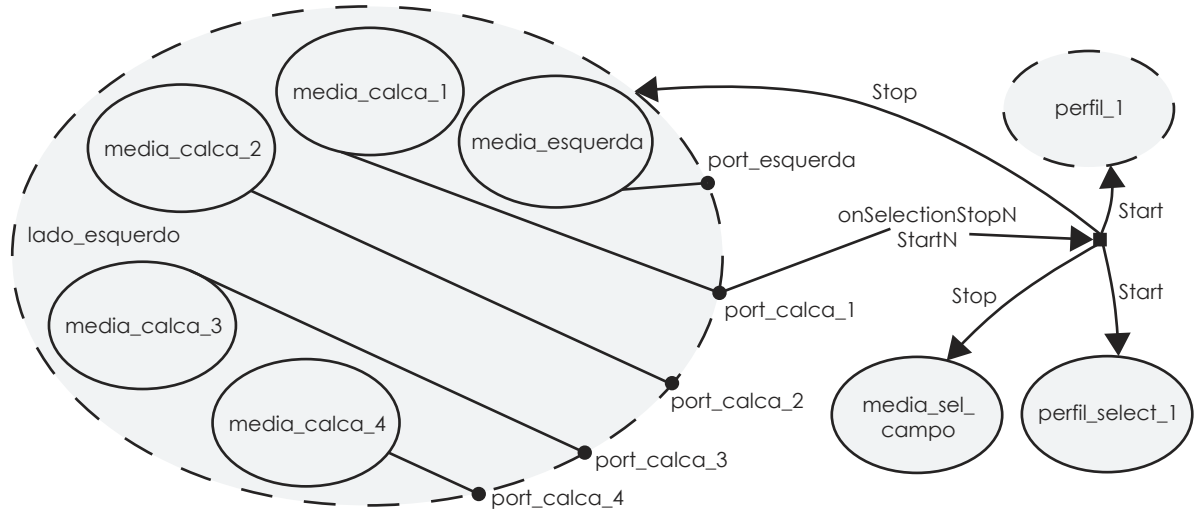 media_calca_1
media_calca_2
media_esquerda
port_esquerda
lado_esquerdo
media_calca_3
media_calca_4
port_calca_1
port_calca_2
port_calca_3
port_calca_4
onSelectionStopN
StartN
Stop
perfil_1
Start
Stop
Start
media_sel_
campo
perfil_select_1